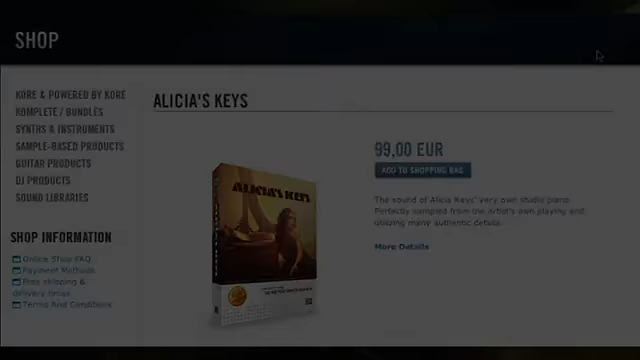 SHOP
KORE & POWERED BY KORE
KOMPLETE / BUNDLES
SYNTHS & INSTRUMENTS
SAMPLE-BASED PRODUCTS
GUITAR PRODUCTS
DJ PRODUCTS
SOUND LIBRARIES
SHOP INFORMATION
Online Shop FAQ
Payment Methods
Free shipping &
delivery times
Terms And Conditions
ALICIA'S KEYS
99,00 EUR
ADD TO SHOPPING BAG
The sound of Alicia Keys' very own studio piano.
Perfectly sampled from the artist's own playing and
utilizing many authentic details.
More Details
ALICIA'S KEYS